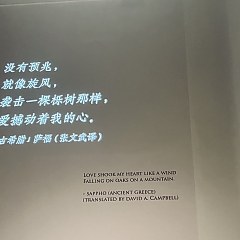 没有预兆，
就像旋风，
袭击一棵栎树那样，
爱撼动着我的心。
古希腊：萨福（张文武译）
LOVE SHOOK MY HEART LIKE A WIND
FALLING ON OAKS ON A MOUNTAIN.
- SAPPHO (ANCIENT GREECE)
(TRANSLATED BY DAVID A. CAMPBELL)